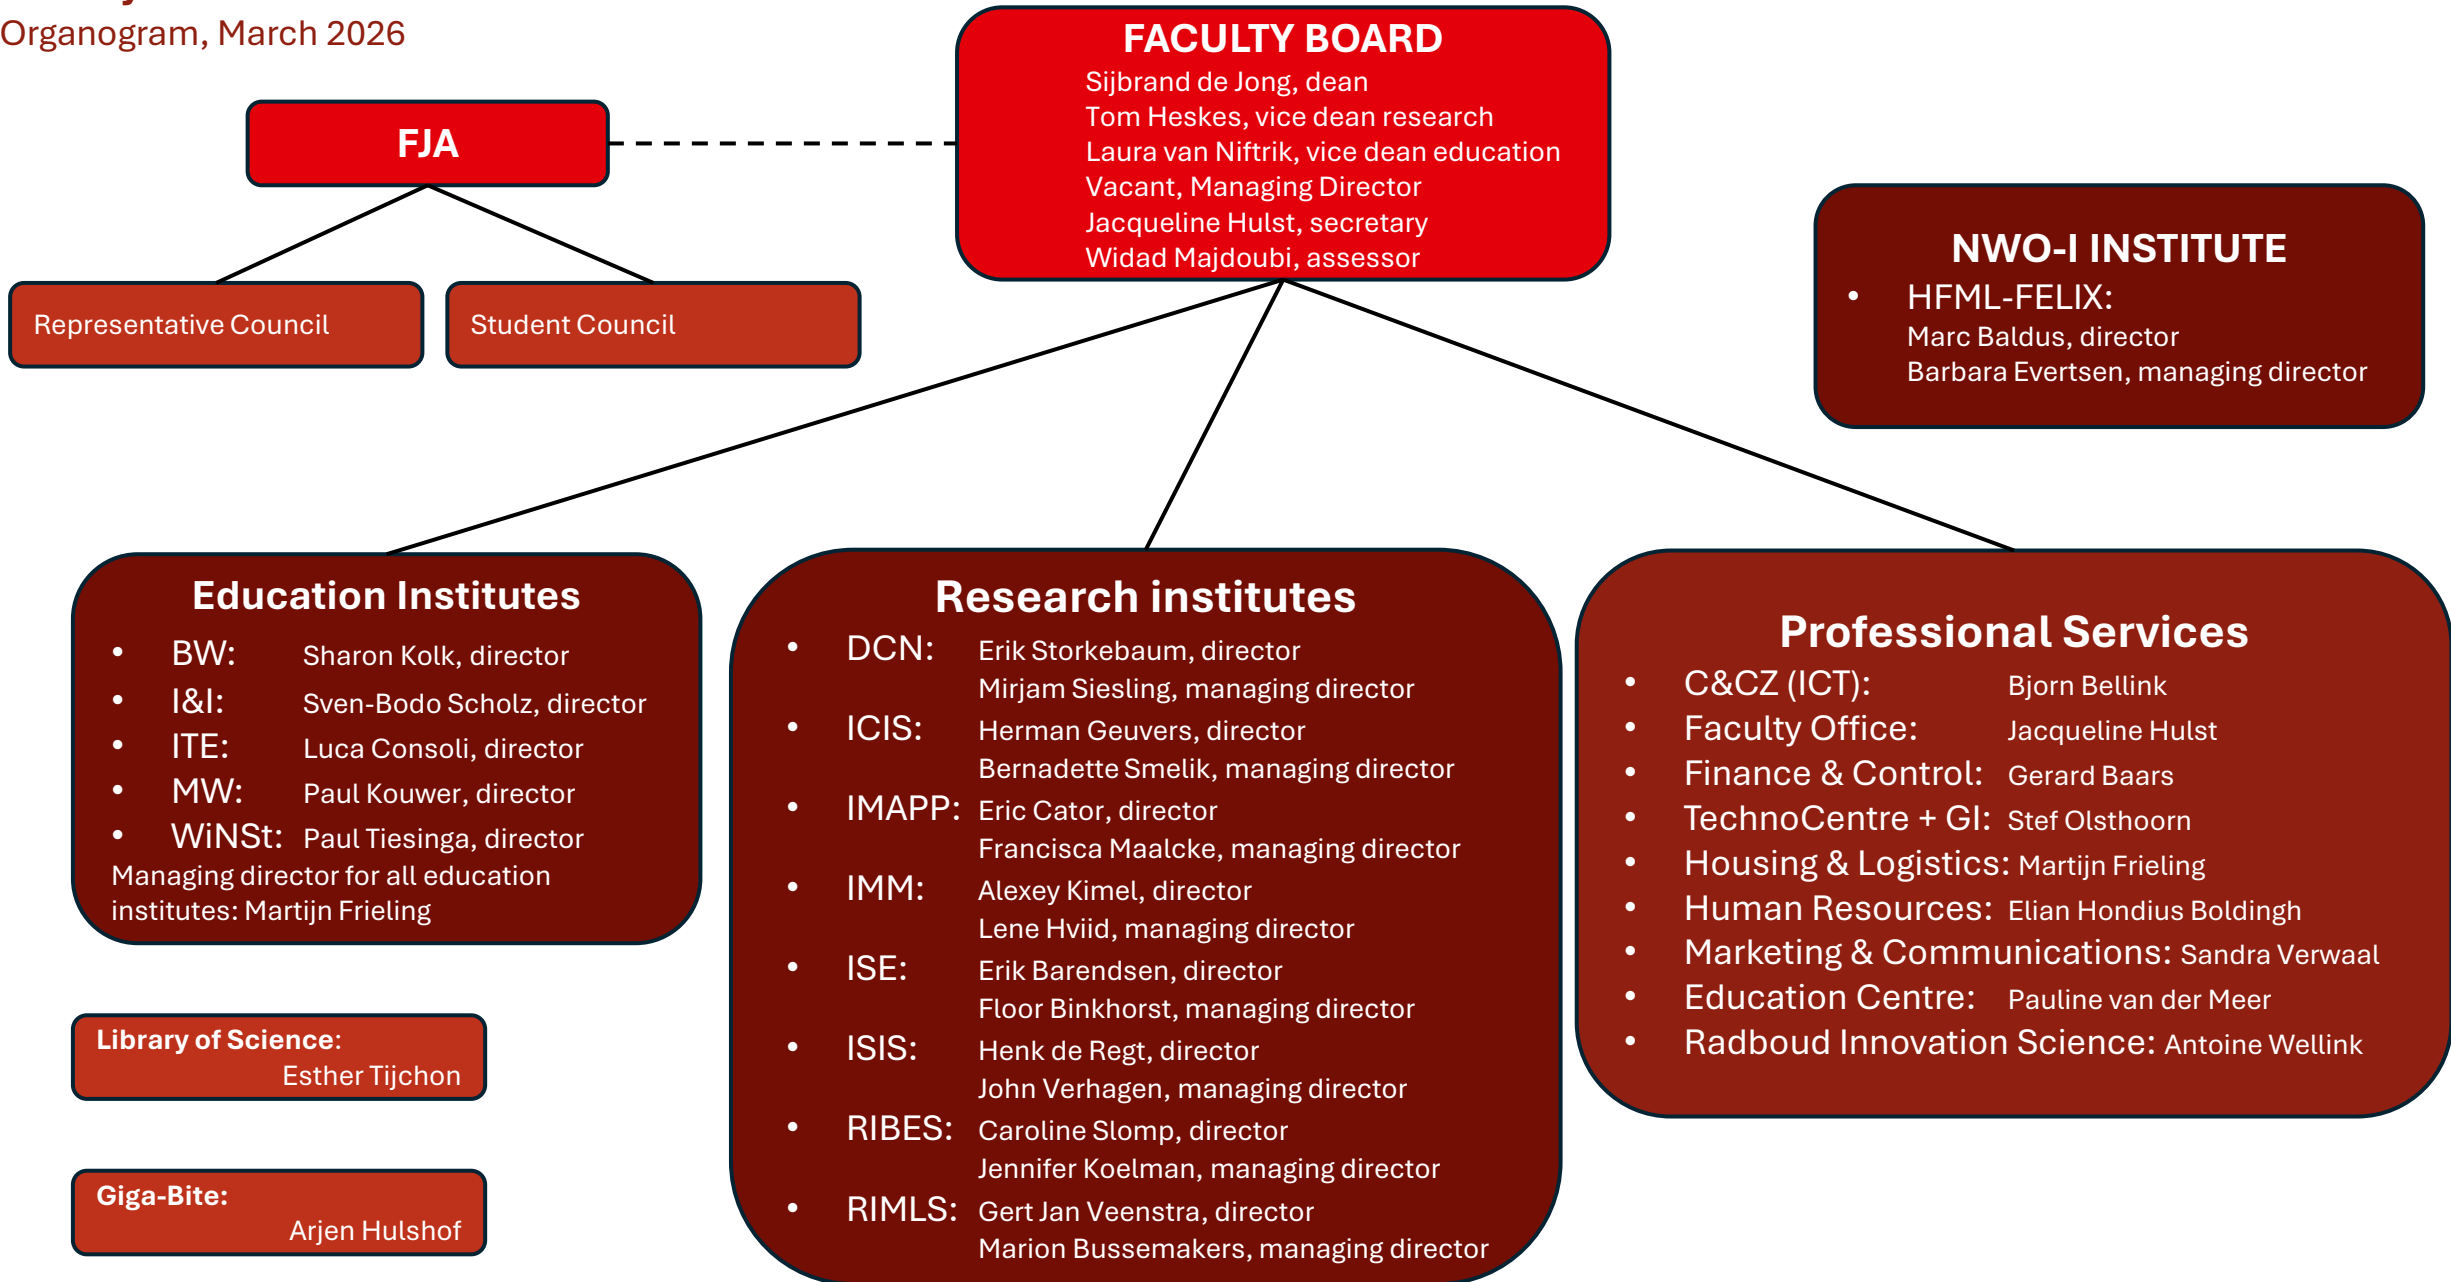 Organogram, March 2026
FACULTY BOARD
Sijbrand de Jong, dean
Tom Heskes, vice dean research
Laura van Niftrik, vice dean education
Vacant, Managing Director
Jacqueline Hulst, secretary
Widad Majdoubi, assessor
FJA
Representative Council
Student Council
NWO-I INSTITUTE
• HFML-FELIX:
Marc Baldus, director
Barbara Evertsen, managing director
Education Institutes
• BW: Sharon Kolk, director
• I&I: Sven-Bodo Scholz, director
• ITE: Luca Consoli, director
• MW: Paul Kouwer, director
• WiNSt: Paul Tiesinga, director
Managing director for all education
institutes: Martijn Frieling
Research institutes
• DCN: Erik Storkebaum, director
Mirjam Siesling, managing director
• ICIS: Herman Geuvers, director
Bernadette Smelik, managing director
• IMAPP: Eric Cator, director
Francisca Maalcke, managing director
• IMM: Alexey Kimel, director
Lene Hviid, managing director
• ISE: Erik Barendsen, director
Floor Binkhorst, managing director
• ISIS: Henk de Regt, director
John Verhagen, managing director
• RIBES: Caroline Slomp, director
Jennifer Koelman, managing director
• RIMLS: Gert Jan Veenstra, director
Marion Bussemakers, managing director
Professional Services
• C&CZ (ICT): Bjorn Bellink
• Faculty Office: Jacqueline Hulst
• Finance & Control: Gerard Baars
• TechnoCentre + GI: Stef Olsthoorn
• Housing & Logistics: Martijn Frieling
• Human Resources: Elian Hondius Boldingh
• Marketing & Communications: Sandra Verwaal
• Education Centre: Pauline van der Meer
• Radboud Innovation Science: Antoine Wellink
Library of Science:
Esther Tijchon
Giga-Bite:
Arjen Hulshof